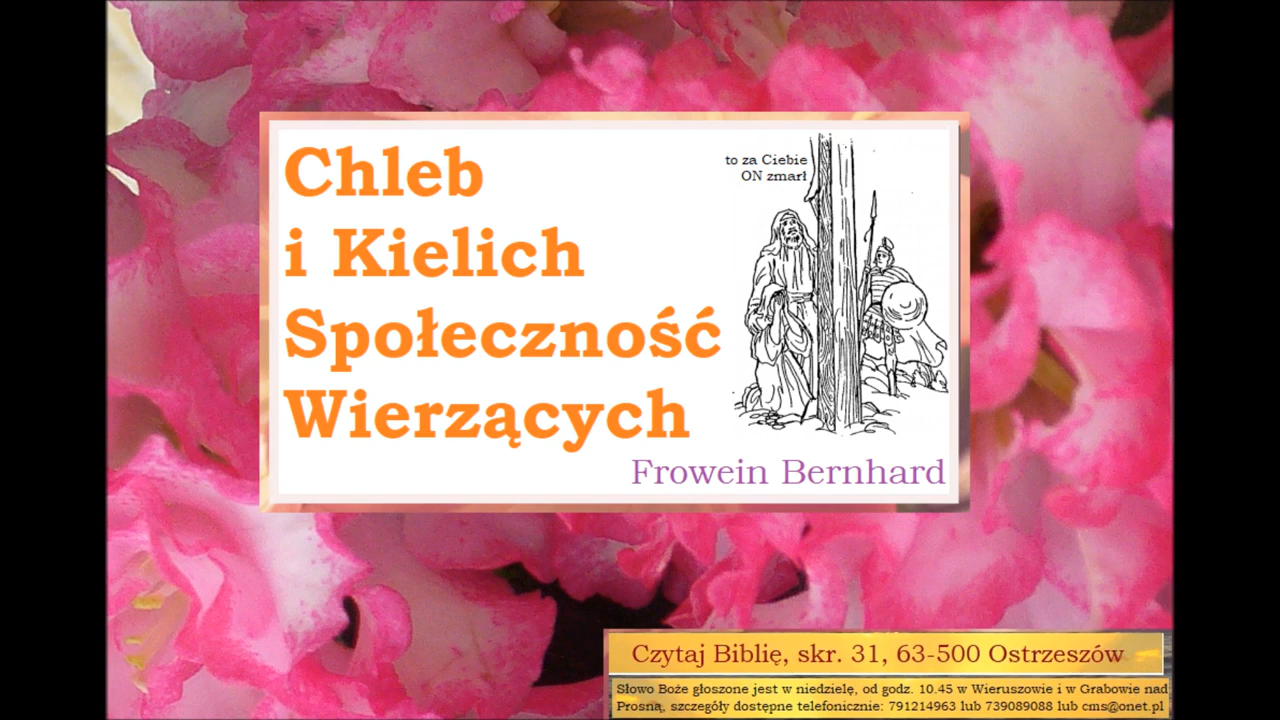 Chleb
i Kielich
Społeczność
Wierzących
to za Ciebie
ON zmarł
Frowein Bernhard
Czytaj Biblię, skr. 31, 63-500 Ostrzeszów
Słowo Boże głoszone jest w niedzielę, od godz. 10.45 w Wieruszowie i w Grabowie nad
Prosną, szczegóły dostępne telefonicznie: 791214963 lub 739089088 lub cms@onet.pl